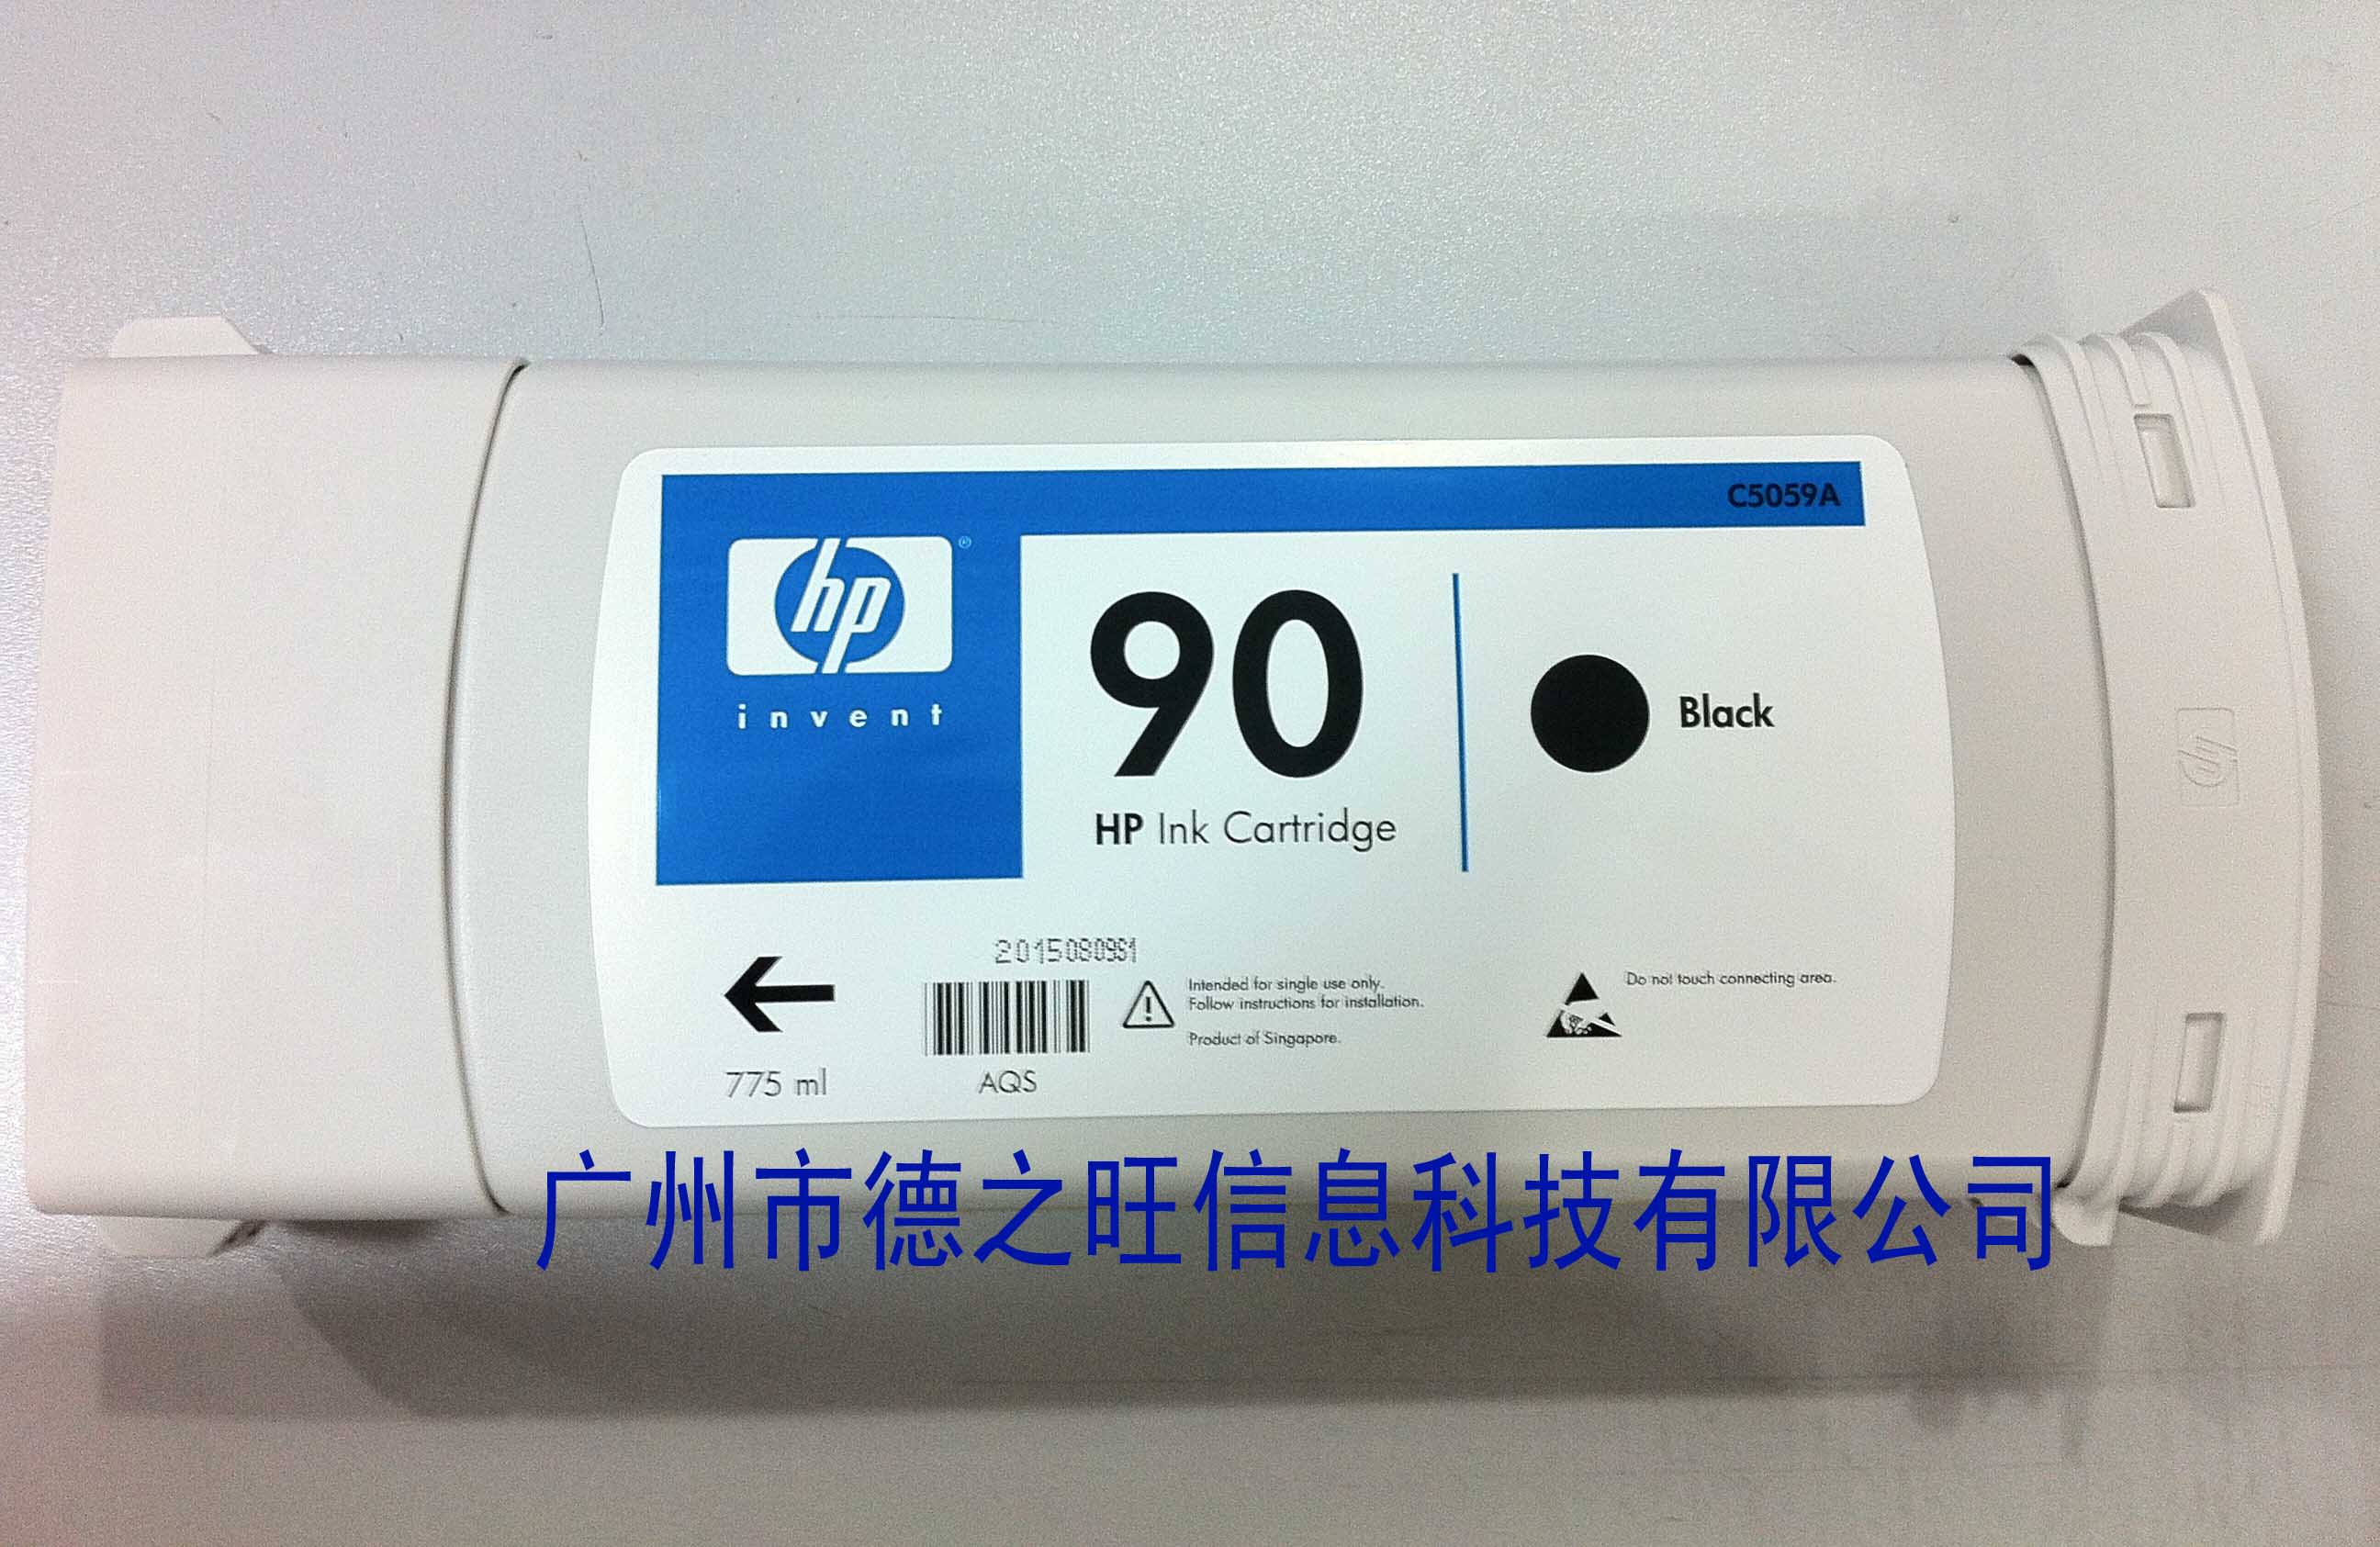 C5059A
hp ®
invent
90
HP Ink Cartridge
Black
2015080981
Intended for single use only.
Follow instructions for installation.
Product of Singapore.
Do not touch connecting area.
775 ml
AQS
hp
广州市德之旺信息科技有限公司